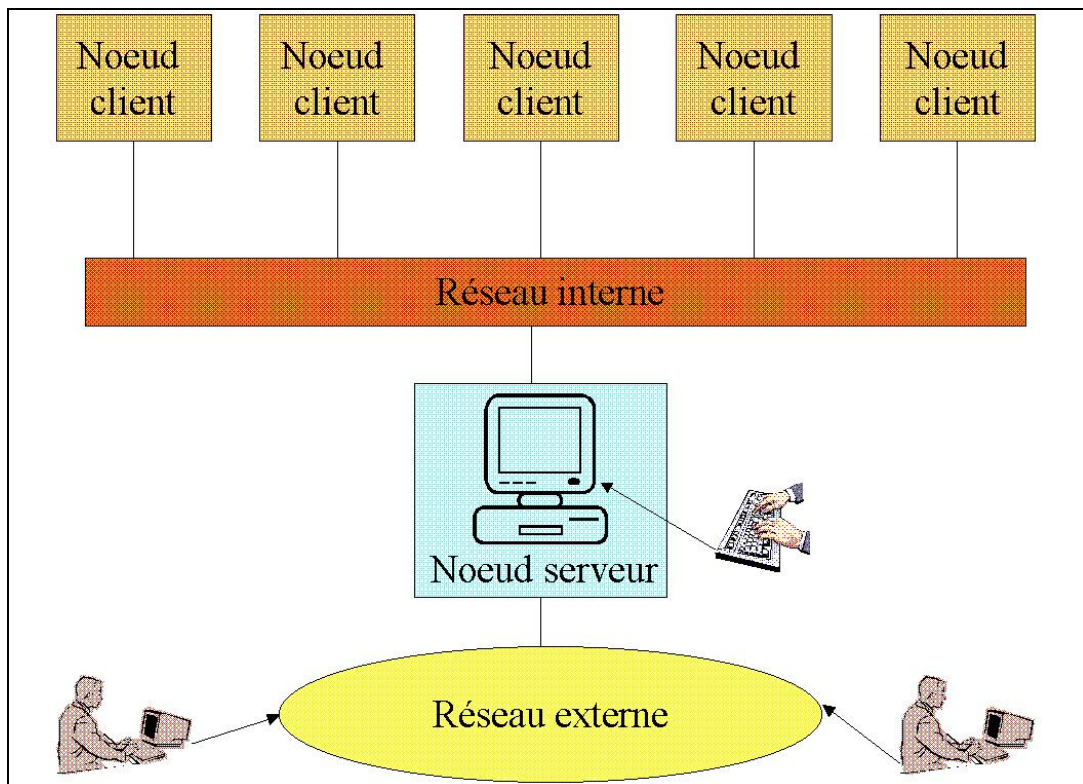 Noeud
client
Noeud
client
Noeud
client
Noeud
client
Noeud
client
Réseau interne
Noeud serveur
Réseau externe